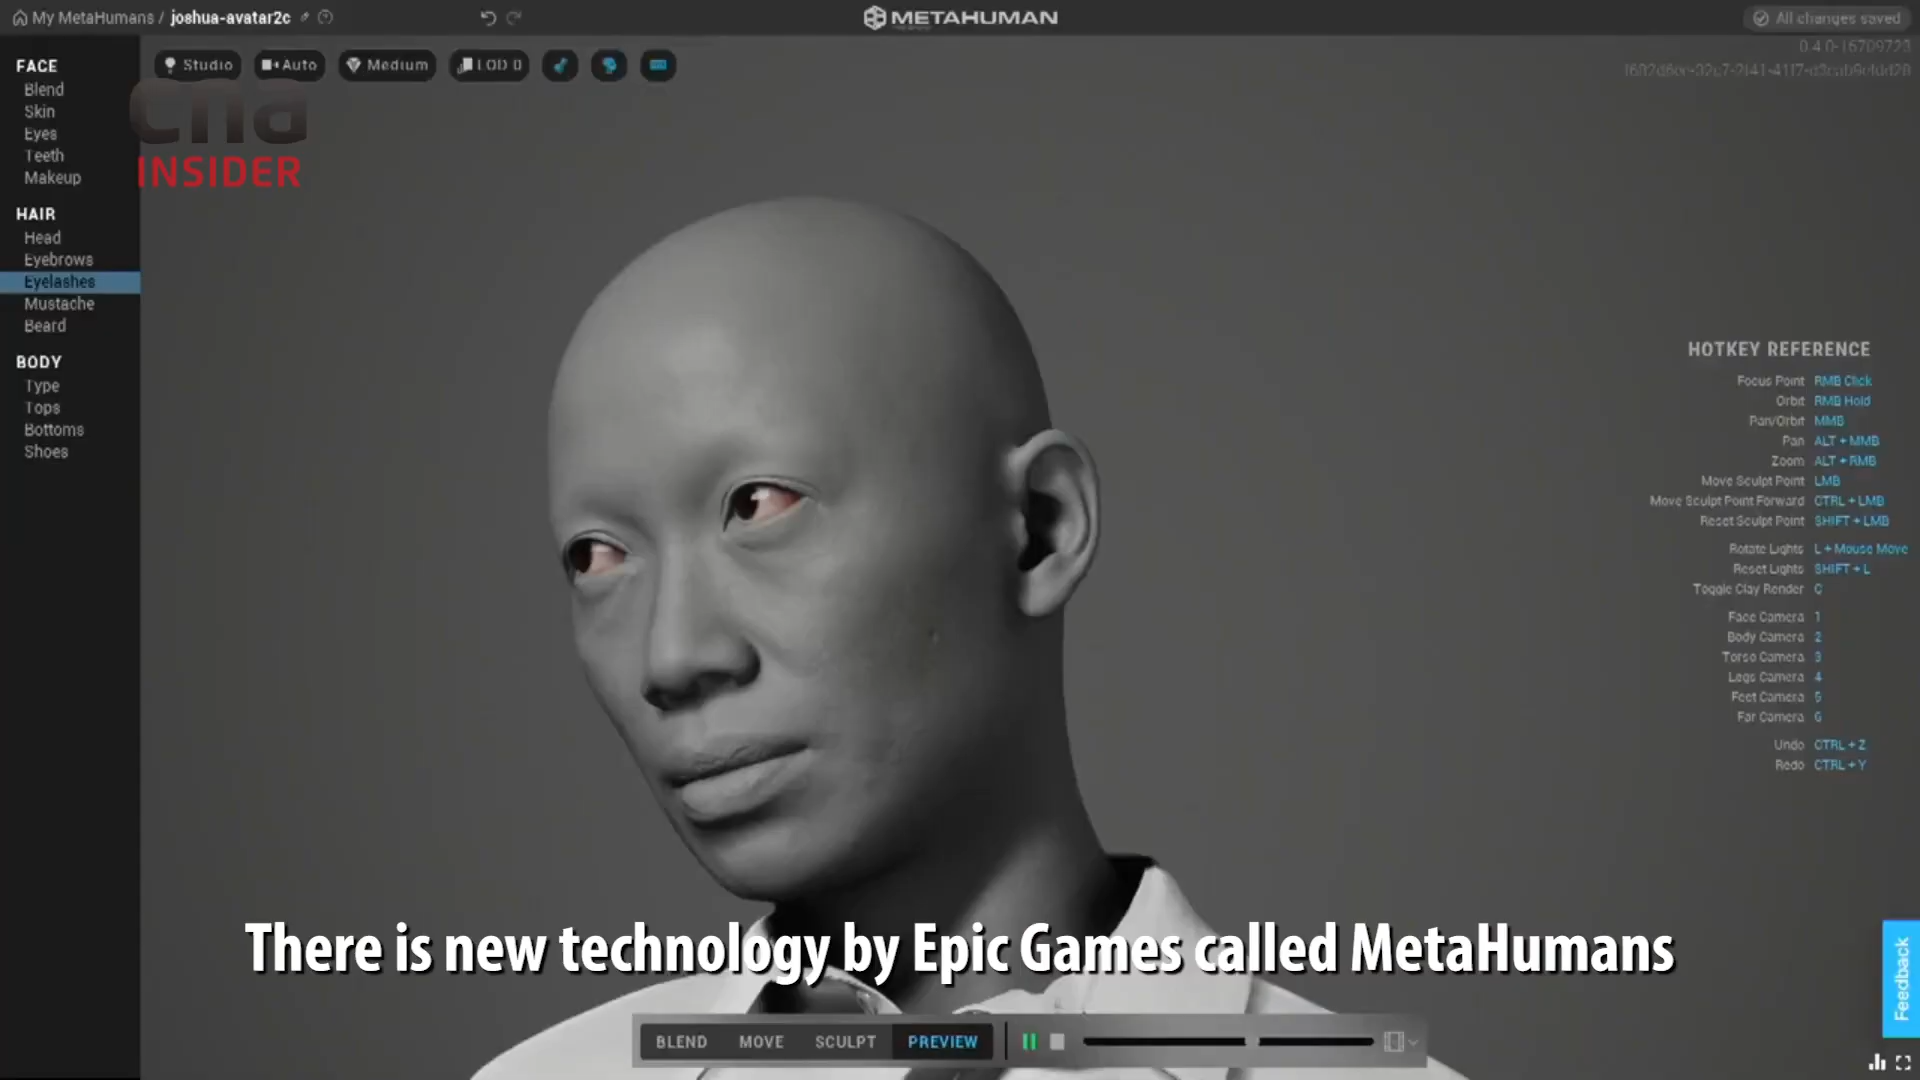 My MetaHumans / joshua-avatar2c
METAHUMAN
All changes saved
Studio
Auto
Medium
LOD 0
cna
INSIDER
FACE
Blend
Skin
Eyes
Teeth
Makeup
HAIR
Head
Eyebrows
Eyelashes
Mustache
Beard
BODY
Type
Tops
Bottoms
Shoes
HOTKEY REFERENCE
Focus Point RMB Click
Orbit RMB Hold
Pan/Orbit MMB
Pan ALT + MMB
Zoom ALT + RMB
Move Sculpt Point LMB
Move Sculpt Point Forward CTRL + LMB
Reset Sculpt Point SHIFT + LMB
Rotate Lights L + Mouse Move
Reset Lights SHIFT + L
Toggle Clay Render C
Face Camera 1
Body Camera 2
Torso Camera 3
Legs Camera 4
Feet Camera 5
Far Camera 6
Undo CTRL + Z
Redo CTRL + Y
There is new technology by Epic Games called MetaHumans
BLEND MOVE SCULPT PREVIEW
Feedback